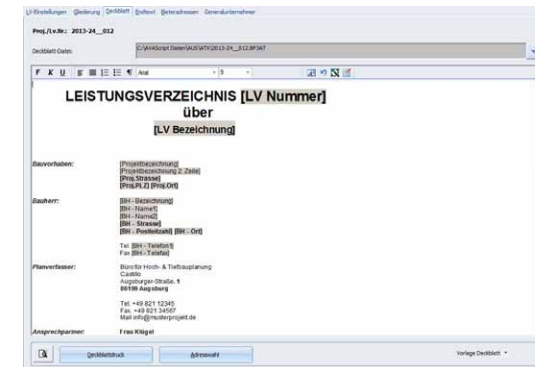 LV-Einstellungen Gliederung Deckblatt Endtext Bieteradressen Generalunternehmer
Proj./Lv.Nr.: 2013-24__012
Deckblatt-Datei:
F K U Arial 9
LEISTUNGSVERZEICHNIS [LV Nummer]
über
[LV Bezeichnung]
Bauvorhaben: [Projektbezeichnung]
[Projektbezeichnung 2. Zeile]
[Proj.Strasse]
[Proj.PLZ] [Proj.Ort]
Bauherr: [BH - Bezeichnung]
[BH - Name1]
[BH - Name2]
[BH - Strasse]
[BH - Postleitzahl] [BH - Ort]
Tel: [BH - Telefon1]
Fax: [BH - Telefax]
Planverfasser: Büro für Hoch- & Tiefbauplanung
Castillo
Augsburger-Straße. 1
86199 Augsburg
Tel. +49 821 12345
Fax. +49 821 34567
Mail info@musterprojekt.de
Ansprechpartner: Frau Klügel
Deckblattdruck Adresswahl Vorlage Deckblatt